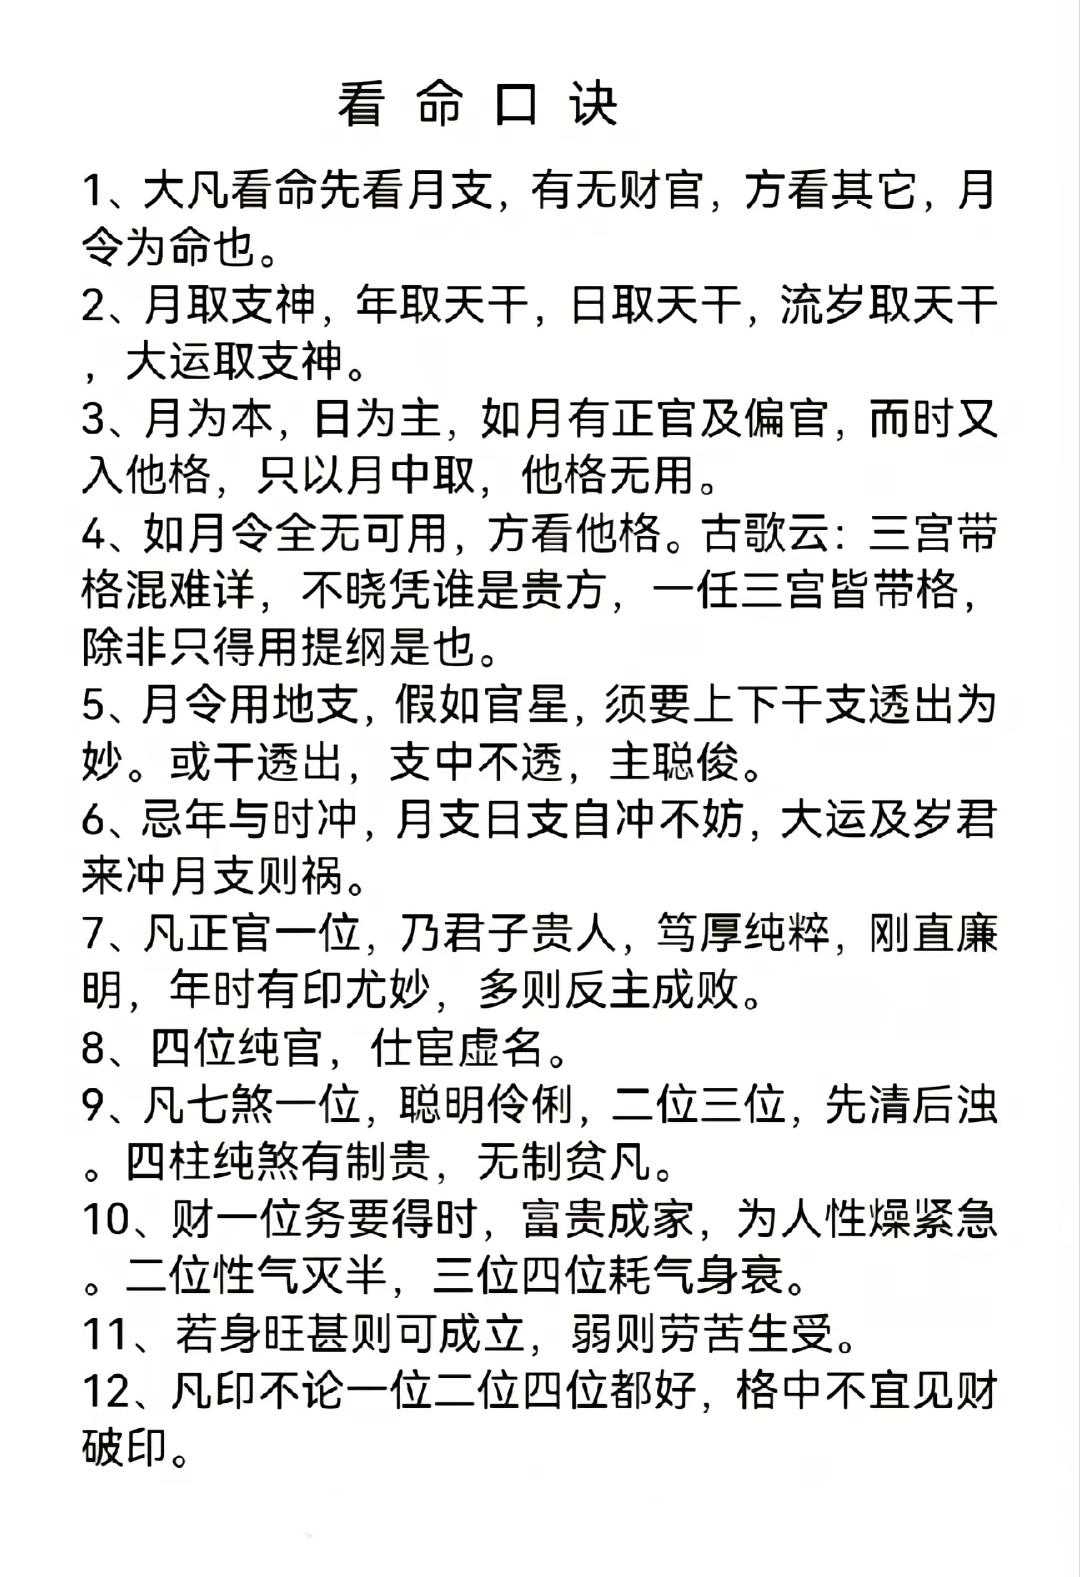 看命口诀
1、大凡看命先看月支，有无财官，方看其它，月
令为命也。
2、月取支神，年取天干，日取天干，流岁取天干
，大运取支神。
3、月为本，日为主，如月有正官及偏官，而时又
入他格，只以月中取，他格无用。
4、如月令全无可用，方看他格。古歌云：三宫带
格混难详，不晓凭谁是贵方，一任三宫皆带格，
除非只得用提纲是也。
5、月令用地支，假如官星，须要上下干支透出为
妙。或干透出，支中不透，主聪俊。
6、忌年与时冲，月支日支自冲不妨，大运及岁君
来冲月支则祸。
7、凡正官一位，乃君子贵人，笃厚纯粹，刚直廉
明，年时有印尤妙，多则反主成败。
8、四位纯官，仕宦虚名。
9、凡七煞一位，聪明伶俐，二位三位，先清后浊
。四柱纯煞有制贵，无制贫凡。
10、财一位务要得时，富贵成家，为人性燥紧急
。二位性气灭半，三位四位耗气身衰。
11、若身旺甚则可成立，弱则劳苦生受。
12、凡印不论一位二位四位都好，格中不宜见财
破印。